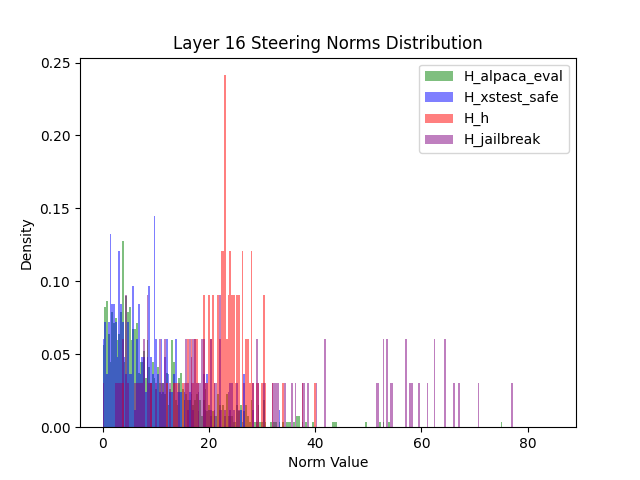 Layer 16 Steering Norms Distribution
H_alpaca_eval
H_xstest_safe
H_h
H_jailbreak
Density
0.25
0.20
0.15
0.10
0.05
0.00
0 20 40 60 80
Norm Value